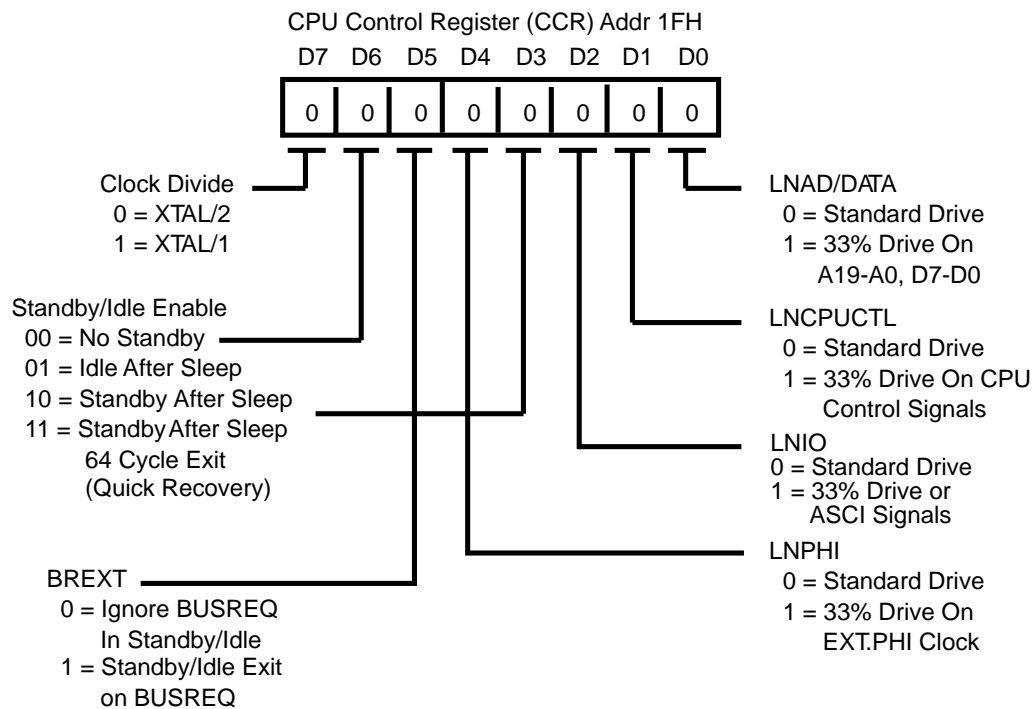 CPU Control Register (CCR) Addr 1FH
D7 D6 D5 D4 D3 D2 D1 D0
0 0 0 0 0 0 0 0
Clock Divide
0 = XTAL/2
1 = XTAL/1
Standby/Idle Enable
00 = No Standby
01 = Idle After Sleep
10 = Standby After Sleep
11 = Standby After Sleep
64 Cycle Exit
(Quick Recovery)
BREXT
0 = Ignore BUSREQ
In Standby/Idle
1 = Standby/Idle Exit
on BUSREQ
LNAD/DATA
0 = Standard Drive
1 = 33% Drive On
A19-A0, D7-D0
LNCPUCTL
0 = Standard Drive
1 = 33% Drive On CPU
Control Signals
LNIO
0 = Standard Drive
1 = 33% Drive or
ASCI Signals
LNPHI
0 = Standard Drive
1 = 33% Drive On
EXT.PHI Clock